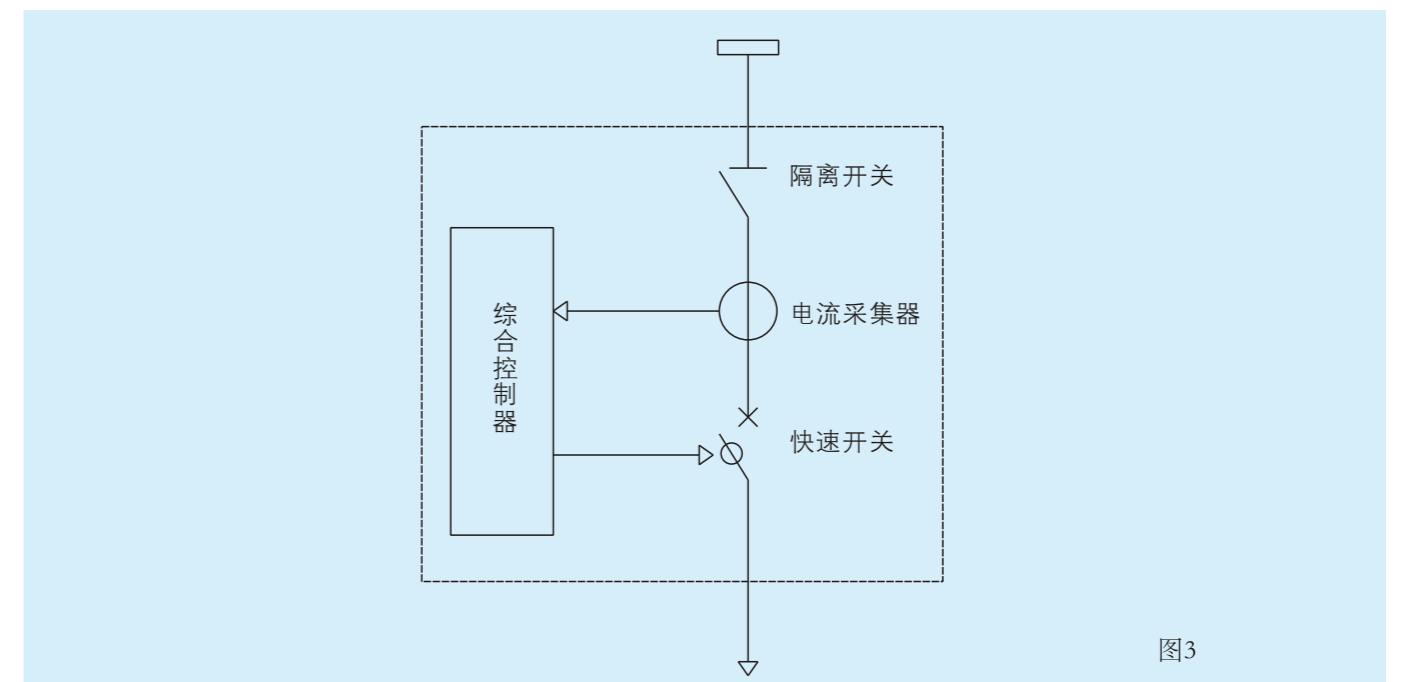 隔离开关
电流采集器
综合控制器
快速开关
图3